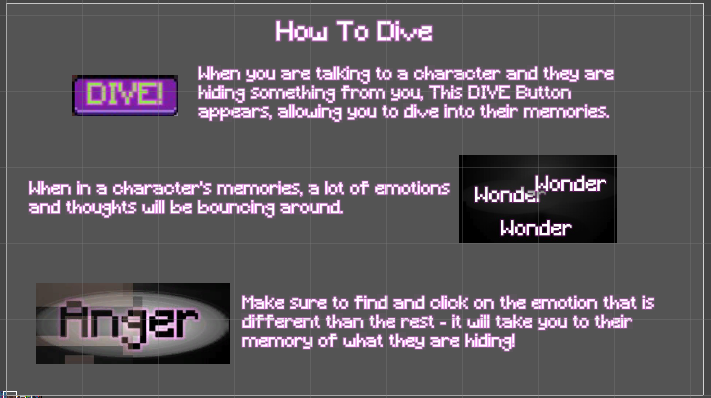 How To Dive
DIVE!
When you are talking to a character and they are
hiding something from you, This DIVE Button
appears, allowing you to dive into their memories.
When in a character's memories, a lot of emotions
and thoughts will be bouncing around.
Wonder
Wonder
Wonder
Anger
Make sure to find and click on the emotion that is
different than the rest - it will take you to their
memory of what they are hiding!